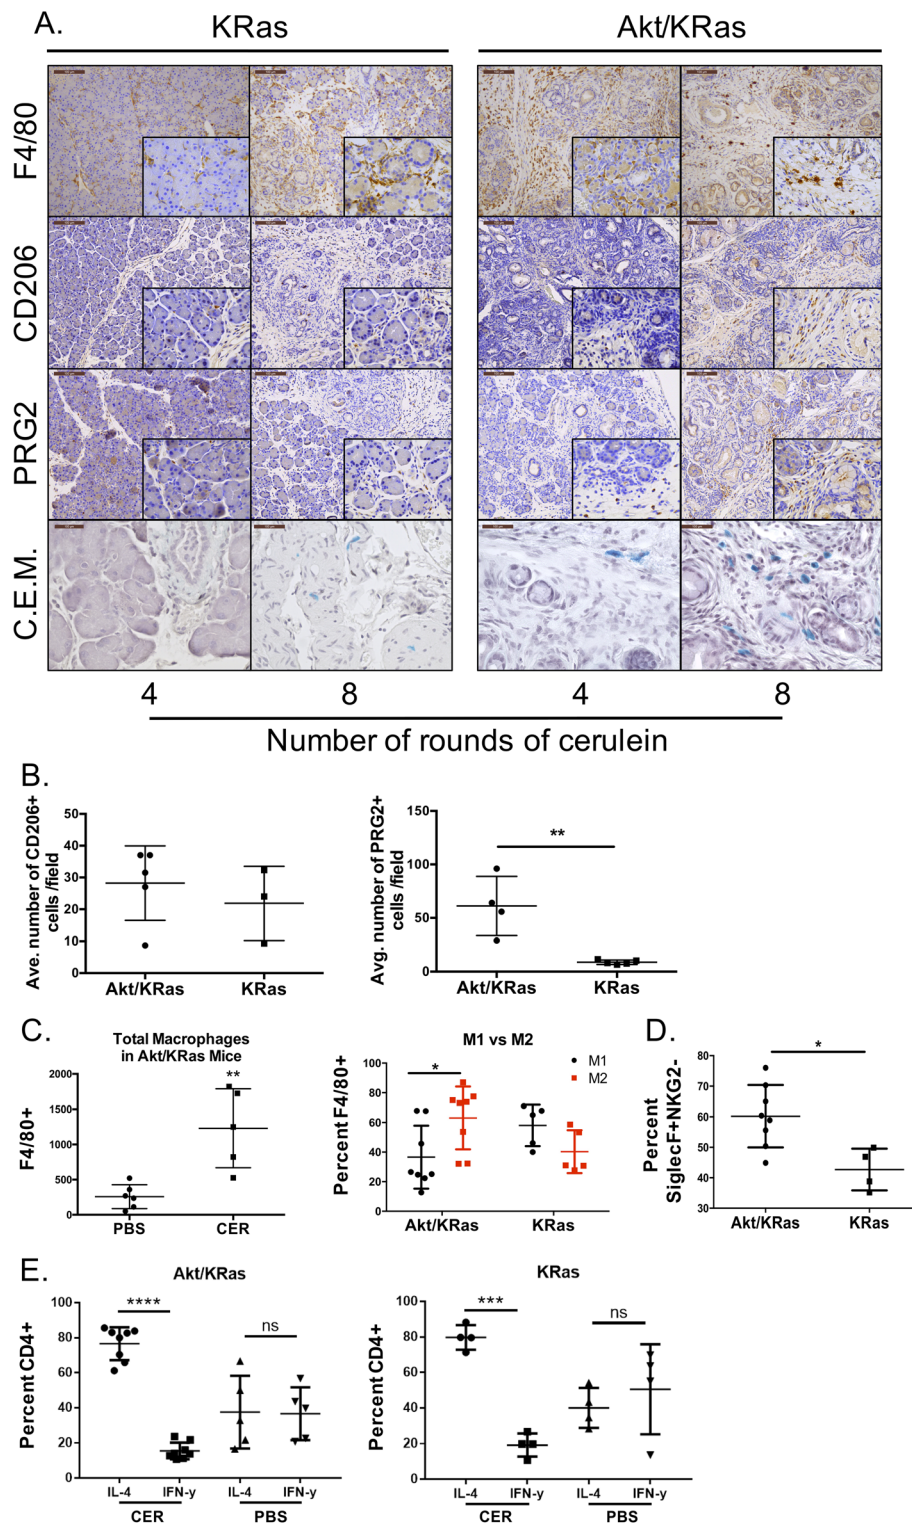 A.
KRas
Akt/KRas
F4/80
CD206
PRG2
C.E.M.
4
8
4
8
Number of rounds of cerulein
B.
Ave. number of CD206+
cells /field
50
40
30
20
10
0
Akt/KRas
KRas
Avg. number of PRG2+
cells /field
150
100
50
0
**
Akt/KRas
KRas
C.
Total Macrophages
in Akt/KRas Mice
F4/80+
2000
1500
1000
500
0
**
PBS
CER
M1 vs M2
Percent F4/80+
100
80
60
40
20
0
*
M1
M2
Akt/KRas
KRas
D.
Percent
SiglecF+NKG2-
80
70
60
50
40
30
*
Akt/KRas
KRas
E.
Akt/KRas
Percent CD4+
100
80
60
40
20
0
****
ns
IL-4
IFN-y
IL-4
IFN-y
CER
PBS
KRas
Percent CD4+
100
80
60
40
20
0
***
ns
IL-4
IFN-y
IL-4
IFN-y
CER
PBS